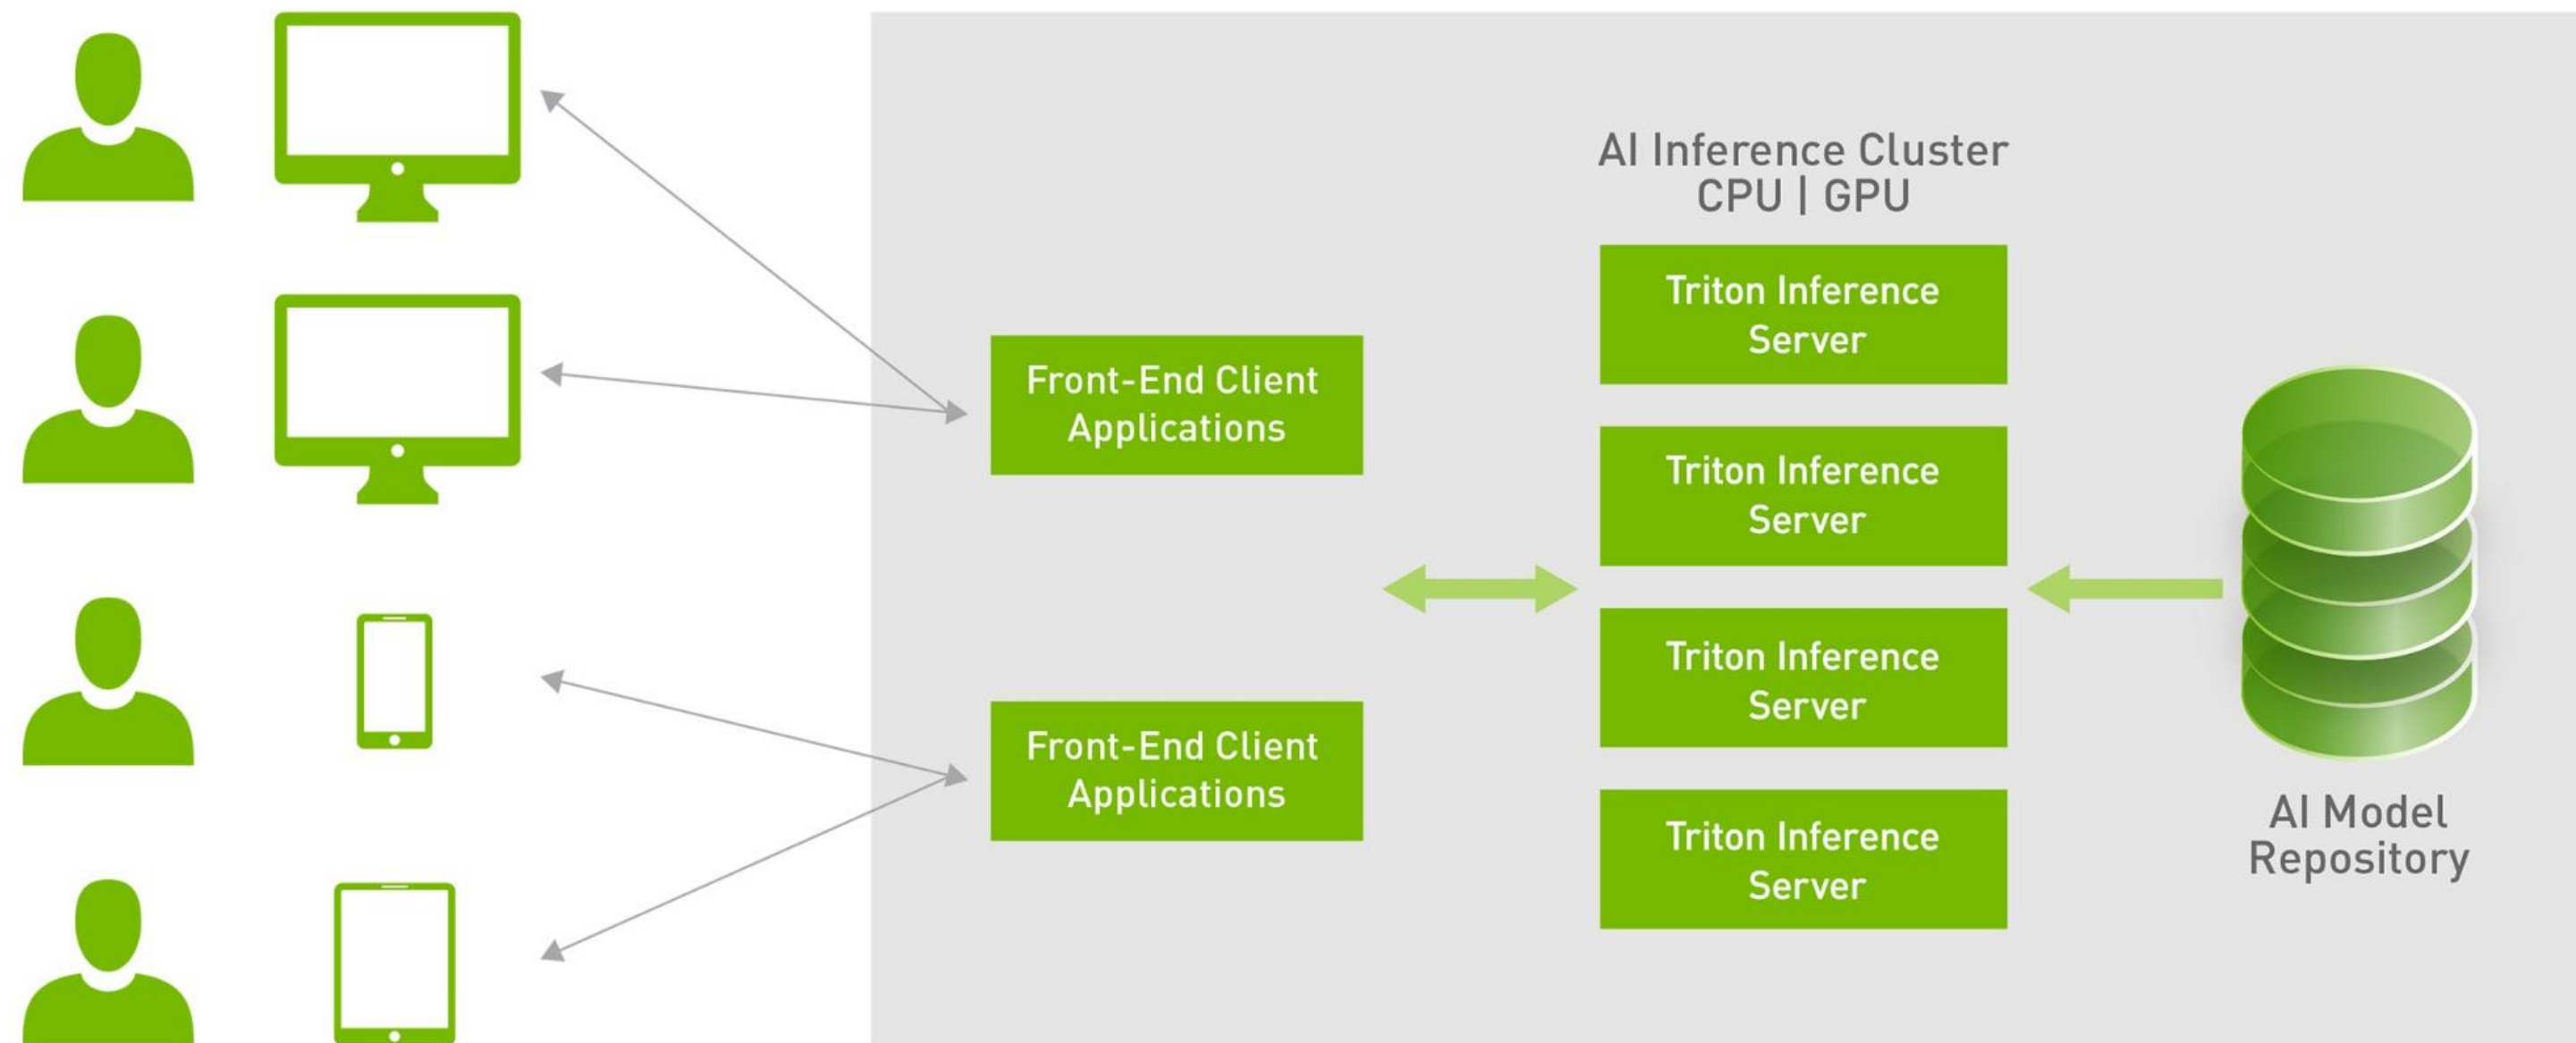 AI Inference Cluster
CPU | GPU
Front-End Client
Applications
Front-End Client
Applications
Triton Inference
Server
Triton Inference
Server
Triton Inference
Server
Triton Inference
Server
AI Model
Repository